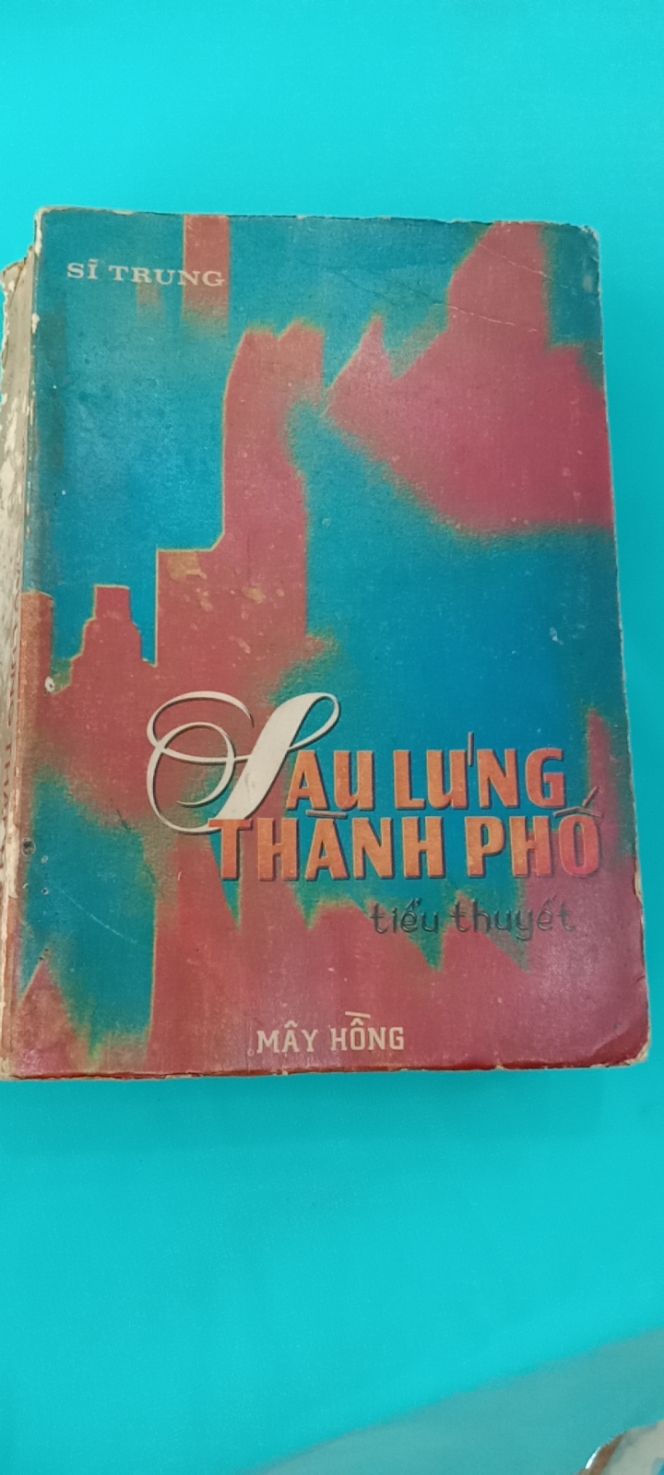 SĨ TRUNG
SAU LƯNG
THÀNH PHỐ
tiểu thuyết
MÂY HỒNG